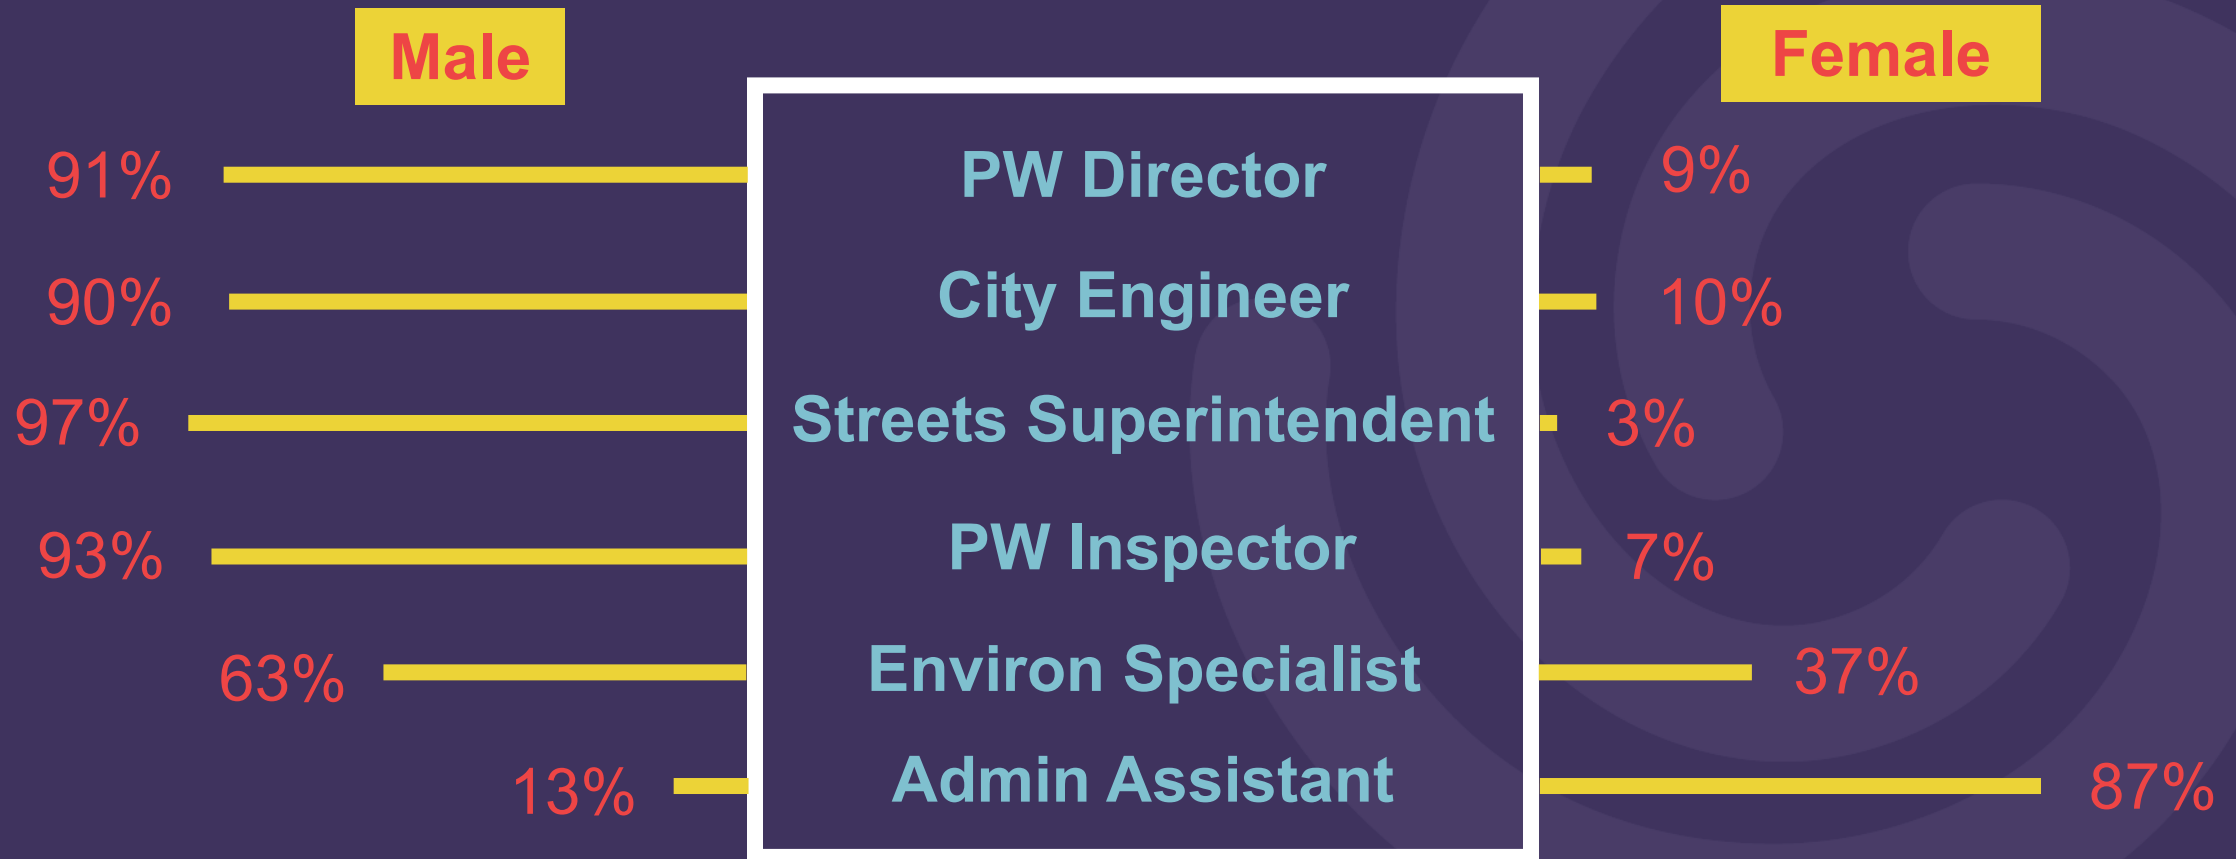 Male Female
91% PW Director 9%
90% City Engineer 10%
97% Streets Superintendent 3%
93% PW Inspector 7%
63% Environ Specialist 37%
13% Admin Assistant 87%